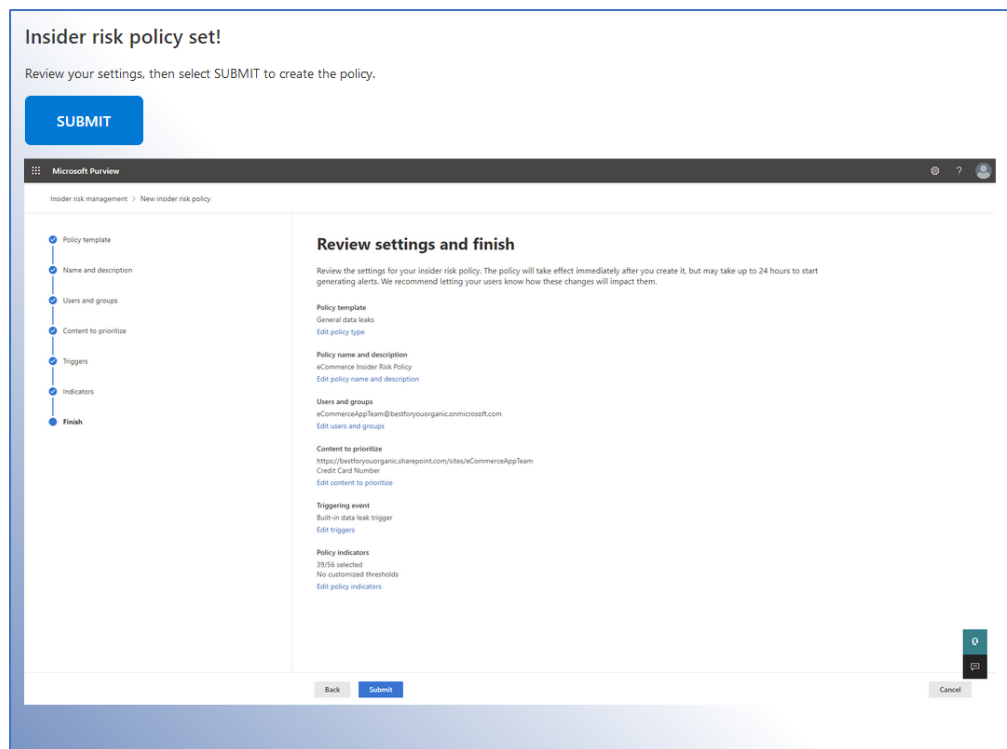 Insider risk policy set!
Review your settings, then select SUBMIT to create the policy.
SUBMIT
Microsoft Purview
?
Insider risk management > New insider risk policy
Policy template
Name and description
Users and groups
Content to prioritize
Triggers
Indicators
Finish
Review settings and finish
Review the settings for your insider risk policy. The policy will take effect immediately after you create it, but may take up to 24 hours to start
generating alerts. We recommend letting your users know how these changes will impact them.
Policy template
General data leaks
Edit policy type
Policy name and description
eCommerce Insider Risk Policy
Edit policy name and description
Users and groups
eCommerceAppTeam@bestforyouorganic.onmicrosoft.com
Edit users and groups
Content to prioritize
https://bestforyouorganic.sharepoint.com/sites/eCommerceAppTeam
Credit Card Number
Edit content to prioritize
Triggering event
Built-in data leak trigger
Edit triggers
Policy indicators
39/56 selected
No customized thresholds
Edit policy indicators
Back
Submit
Cancel